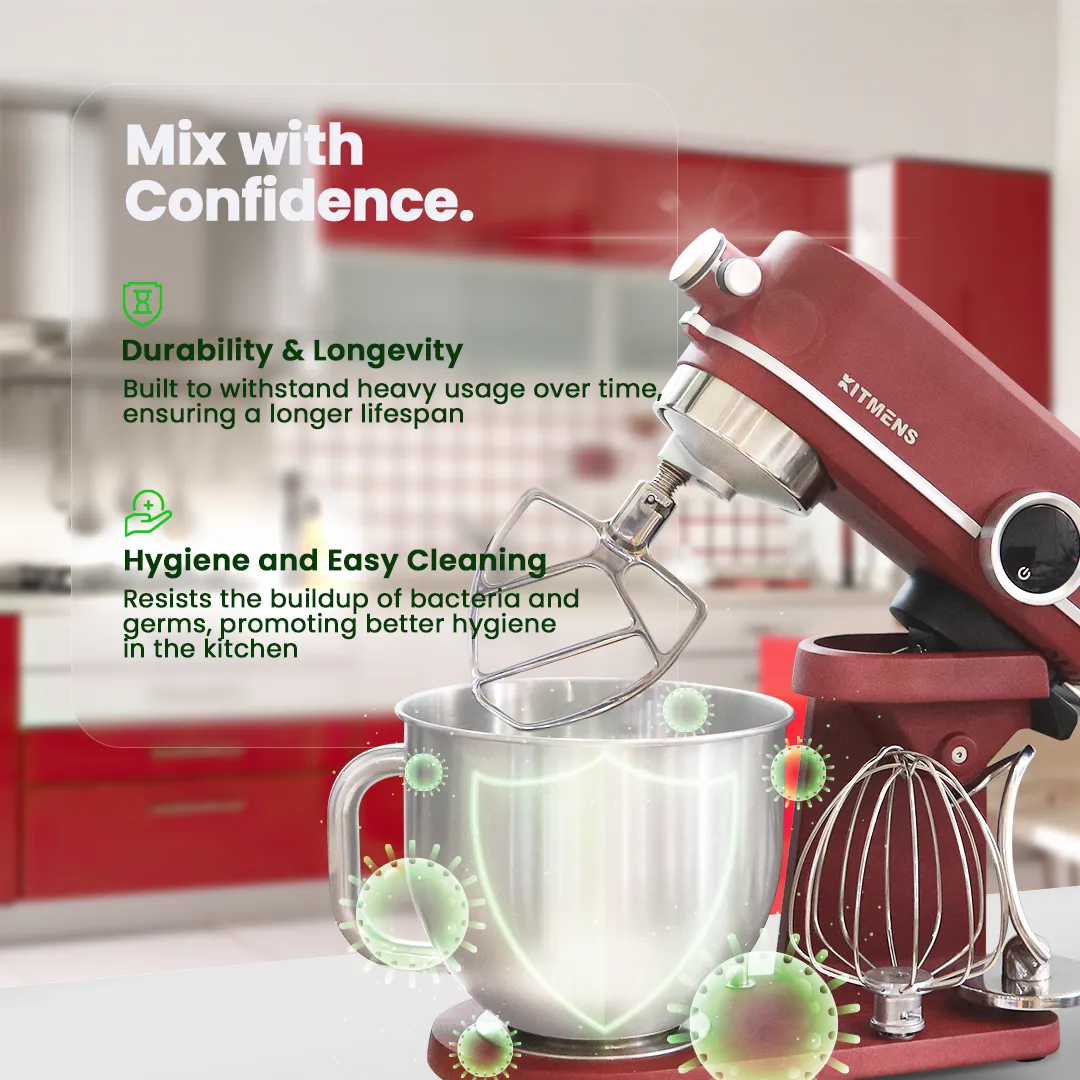 Mix with
Confidence.
Durability & Longevity
Built to withstand heavy usage over time,
ensuring a longer lifespan
KITMENS
Hygiene and Easy Cleaning
Resists the buildup of bacteria and
germs, promoting better hygiene
in the kitchen